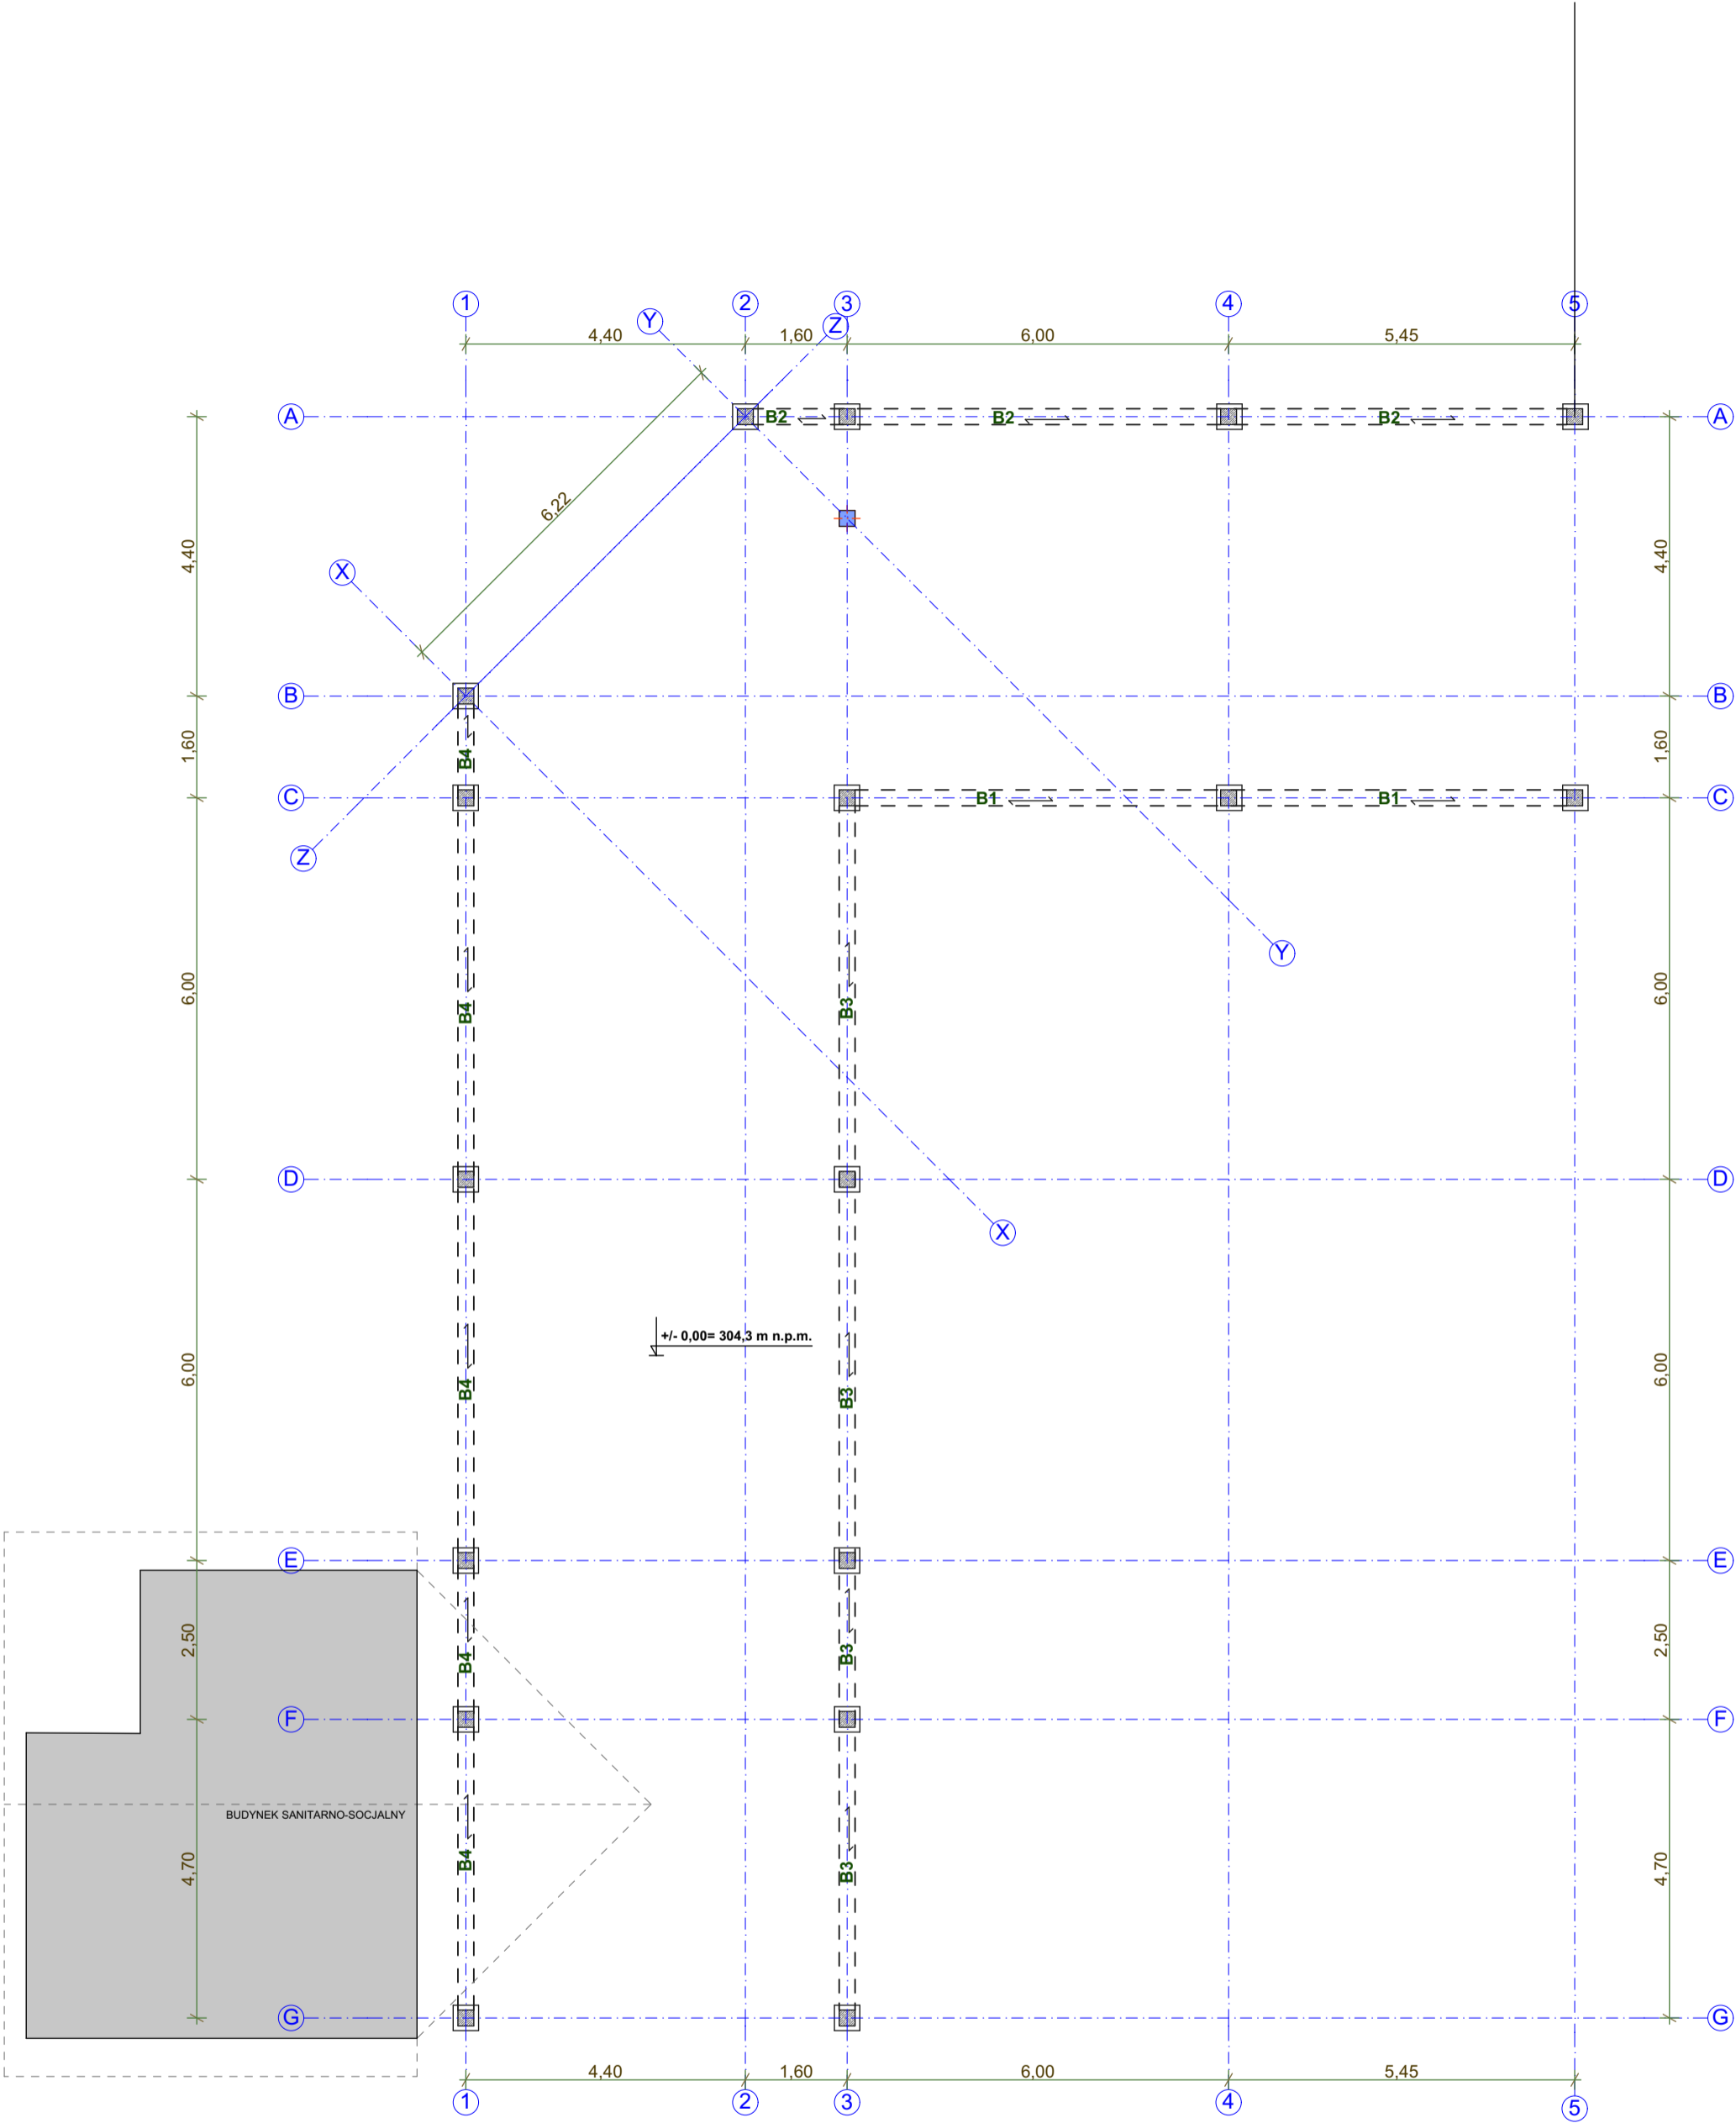 1 2 3 4 5
Y Z
4,40 1,60 6,00 5,45
A B2 B2 B2 A
6,22
4,40 4,40
X
B B
1,60 B4 1,60
C B1 B1 C
Z
Y
6,00 B4 B3 6,00
D D
X
+/- 0,00= 304,3 m n.p.m.
6,00 B4 B3 6,00
E E
2,50 B4 B3 2,50
F F
BUDYNEK SANITARNO-SOCJALNY
4,70 B4 B3 4,70
G G
4,40 1,60 6,00 5,45
1 2 3 4 5